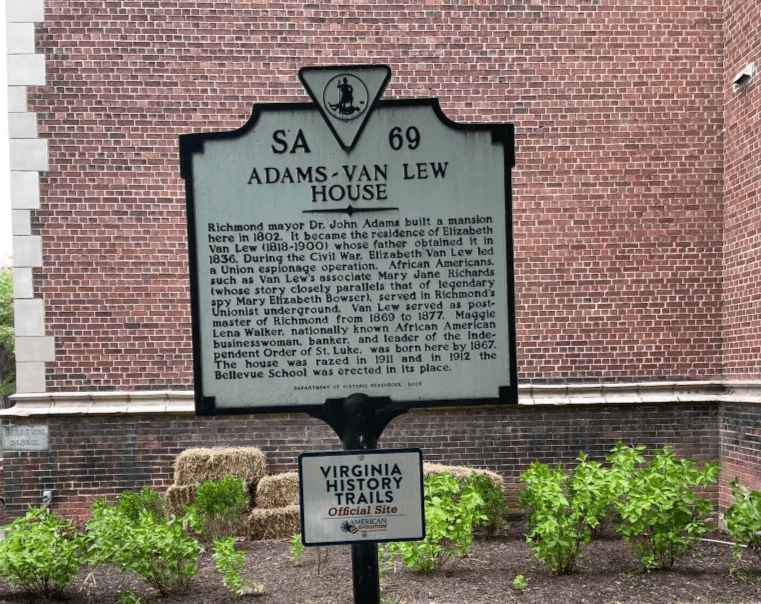 SA 69
ADAMS-VAN LEW
HOUSE
Richmond mayor Dr. John Adams built a mansion
here in 1802. It became the residence of Elizabeth
Van Lew (1818-1900) whose father obtained it in
1836. During the Civil War, Elizabeth Van Lew led
a Union espionage operation. African Americans,
such as Van Lew's associate Mary Jane Richards
(whose story closely parallels that of legendary
spy Mary Elizabeth Bowser), served in Richmond's
Unionist underground. Van Lew served as post-
master of Richmond from 1869 to 1877. Maggie
Lena Walker, nationally known African American
businesswoman, banker, and leader of the Inde-
pendent Order of St. Luke, was born here by 1867.
The house was razed in 1911 and in 1912 the
Bellevue School was erected in its place.
DEPARTMENT OF HISTORIC RESOURCES,
VIRGINIA
HISTORY
TRAILS
Official Site
AMERICAN
EVOLUTION